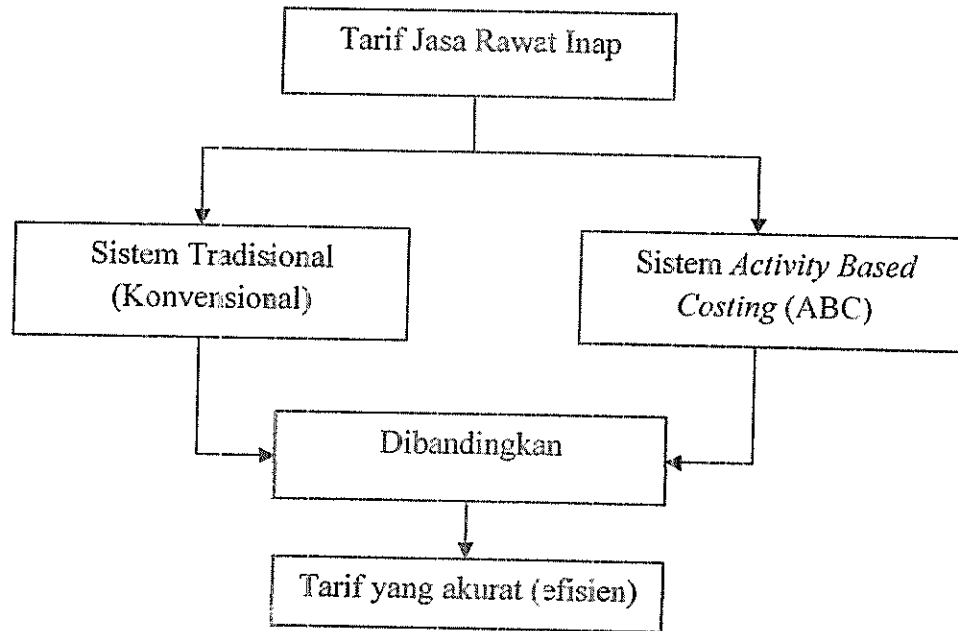 Tarif Jasa Rawat Inap
Sistem Tradisional
(Konvensional)
Sistem Activity Based
Costing (ABC)
Dibandingkan
Tarif yang akurat (efisien)